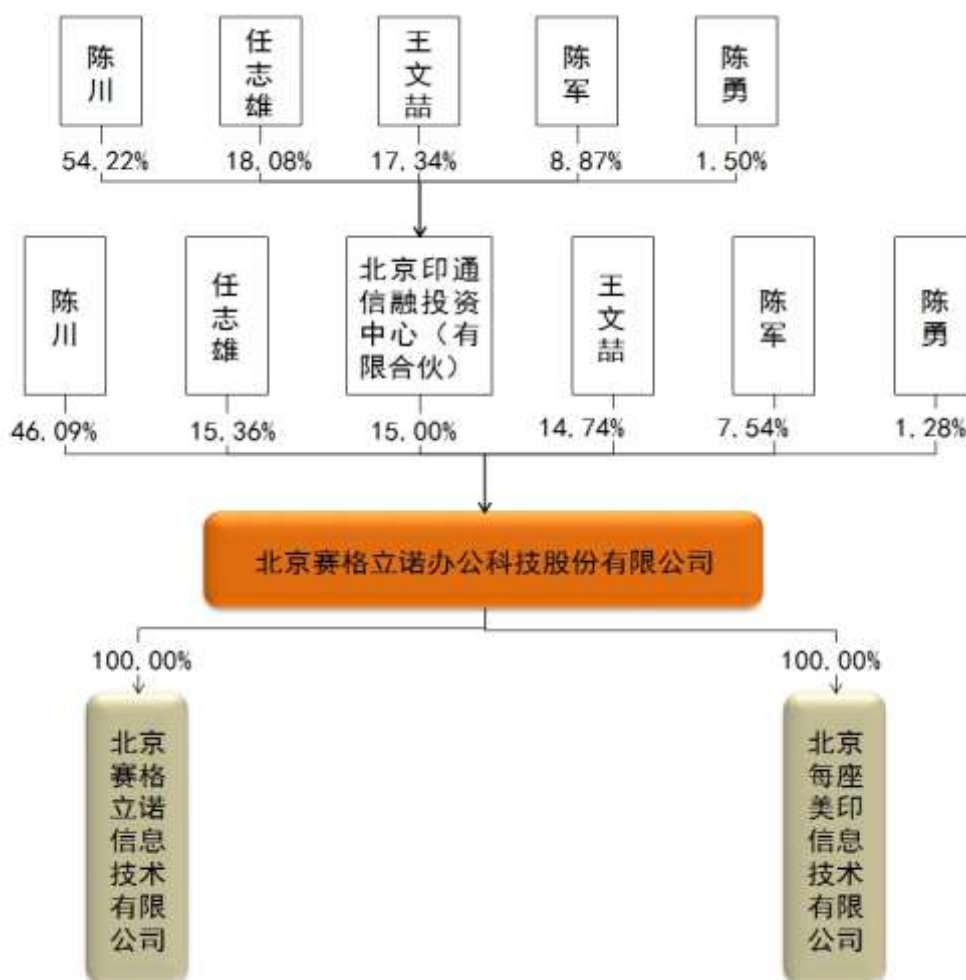 陈川
任志雄
王文喆
陈军
陈勇
54.22%
18.08%
17.34%
8.87%
1.50%
陈川
任志雄
北京印通
信融投资
中心（有
限合伙）
王文喆
陈军
陈勇
46.09%
15.36%
15.00%
14.74%
7.54%
1.28%
北京赛格立诺办公科技股份有限公司
100.00%
100.00%
北京
赛格
立诺
信息
技术
有限
公司
北京
每座
美印
信息
技术
有限
公司